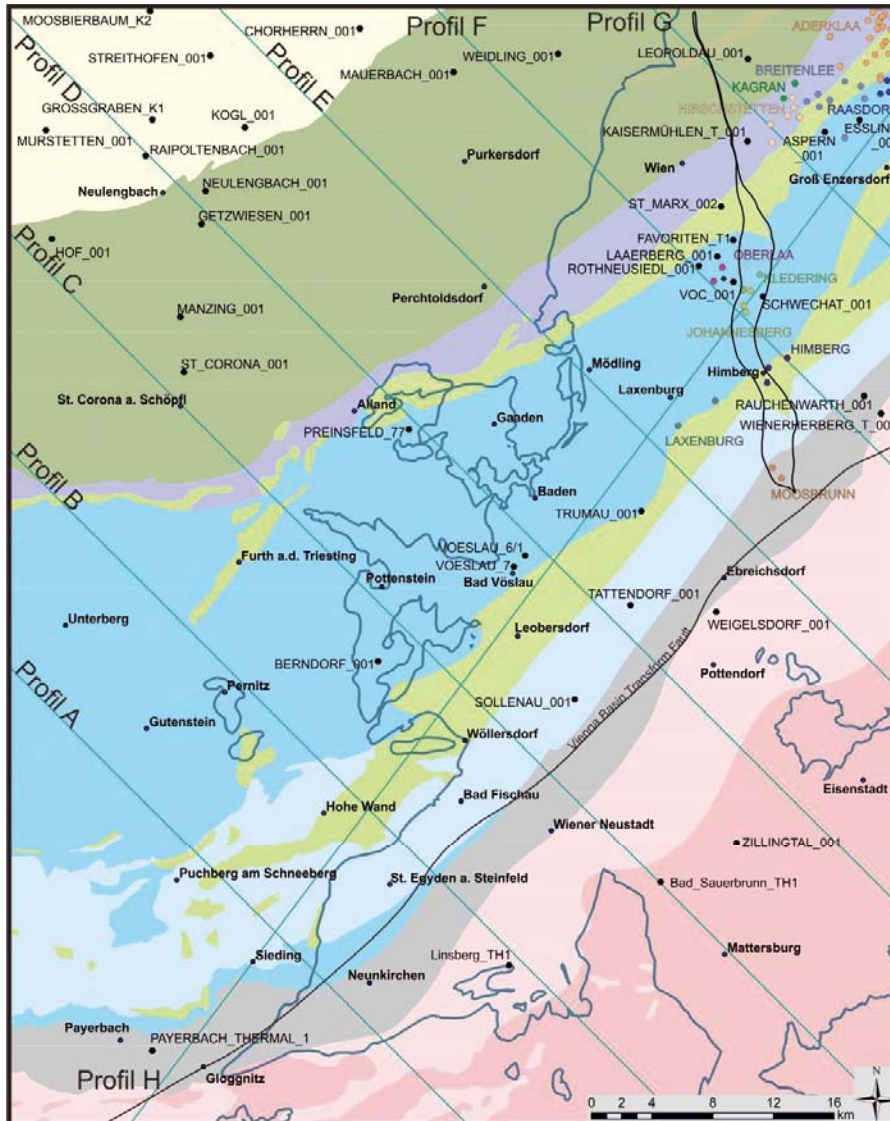 MOOSBIERBAUM_K2
CHORHERRN_001
Profil F
Profil G
ADERKLAA
STREITHOFEN_001
Profil E
MAUERBACH_001
WEIDLING_001
LEOPOLDAU_001
BREITENLEE
Profil D
KAGRAN
GROSSGRABEN_K1
KOGL_001
HIRSCHSTETTEN
RAASDOR
MURSTETTEN_001
RAIPOLTENBACH_001
KAISERMÜHLEN_T_001
ASPERN
_001
ESSLIN
Purkersdorf
Wien
Groß Enzersdorf
Neulengbach
NEULENGBACH_001
GETZWIESEN_001
ST_MARX_002
HOF_001
Profil C
FAVORITEN_T1
LAAERBERG_001
OBERLAA
ROTHNEUSIEDL_001
KLEDERING
Perchtoldsdorf
VOC_001
SCHWECHAT_001
MANZING_001
JOHANNESBERG
HIMBERG
ST_CORONA_001
Mödling
Himberg
St. Corona a. Schöpfl
Alland
Laxenburg
RAUCHENWARTH_001
Gaaden
WIENERHERBERG_T_00
PREINSFELD_77
LAXENBURG
Profil B
MOOSBRUNN
Baden
TRUMAU_001
Furth a.d. Triesting
VOESLAU_6/1
VOESLAU_7
Bad Vöslau
Pottenstein
Ebreichsdorf
TATTENDORF_001
Unterberg
WEIGELSDORF_001
Leobersdorf
BERNDORF_001
Pottendorf
Profil A
Pernitz
SOLLENAU_001
Vienna Basin Transform Fault
Gutenstein
Wöllersdorf
Eisenstadt
Bad Fischau
Hohe Wand
Wiener Neustadt
ZILLINGTAL_001
Puchberg am Schneeberg
St. Egyden a. Steinfeld
Bad_Sauerbrunn_TH1
Sieding
Linsberg_TH1
Mattersburg
Neunkirchen
Payerbach
PAYERBACH_THERMAL_1
Gloggnitz
Profil H
N
0 2 4 8 12 16
km